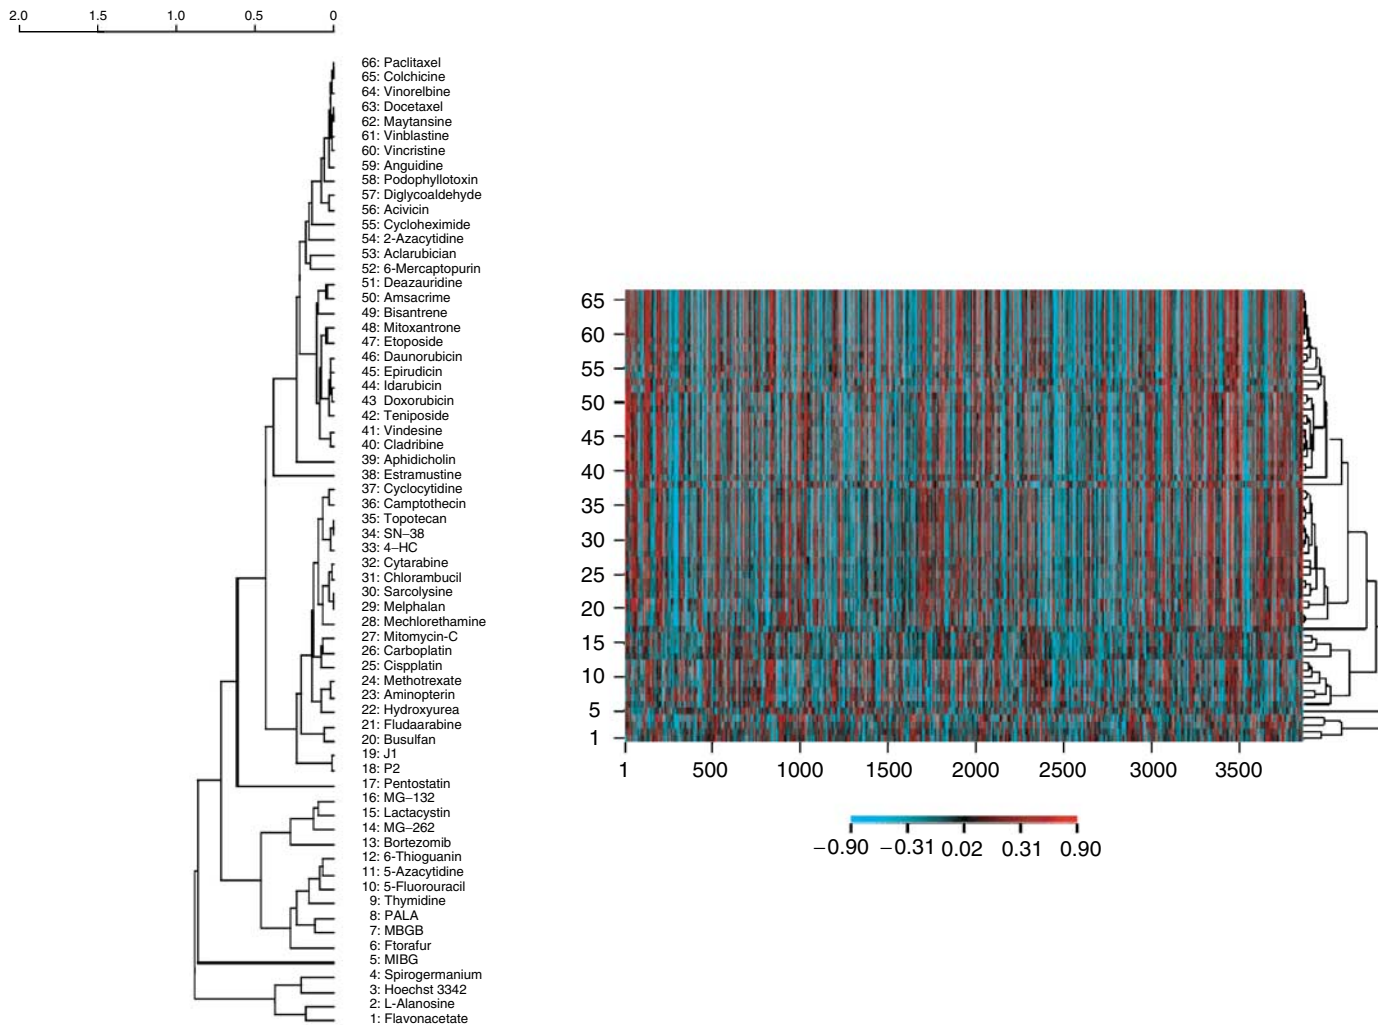 2.0 1.5 1.0 0.5 0
66: Paclitaxel
65: Colchicine
64: Vinorelbine
63: Docetaxel
62: Maytansine
61: Vinblastine
60: Vincristine
59: Anguidine
58: Podophyllotoxin
57: Diglycoaldehyde
56: Acivicin
55: Cycloheximide
54: 2-Azacytidine
53: Aclarubician
52: 6-Mercaptopurin
51: Deazauridine
50: Amsacrime
49: Bisantrene
48: Mitoxantrone
47: Etoposide
46: Daunorubicin
45: Epirudicin
44: Idarubicin
43 Doxorubicin
42: Teniposide
41: Vindesine
40: Cladribine
39: Aphidicholin
38: Estramustine
37: Cyclocytidine
36: Camptothecin
35: Topotecan
34: SN–38
33: 4–HC
32: Cytarabine
31: Chlorambucil
30: Sarcolysine
29: Melphalan
28: Mechlorethamine
27: Mitomycin-C
26: Carboplatin
25: Cispplatin
24: Methotrexate
23: Aminopterin
22: Hydroxyurea
21: Fludaarabine
20: Busulfan
19: J1
18: P2
17: Pentostatin
16: MG–132
15: Lactacystin
14: MG–262
13: Bortezomib
12: 6-Thioguanin
11: 5-Azacytidine
10: 5-Fluorouracil
9: Thymidine
8: PALA
7: MBGB
6: Ftorafur
5: MIBG
4: Spirogermanium
3: Hoechst 3342
2: L-Alanosine
1: Flavonacetate
65
60
55
50
45
40
35
30
25
20
15
10
5
1
1 500 1000 1500 2000 2500 3000 3500
−0.90 −0.31 0.02 0.31 0.90